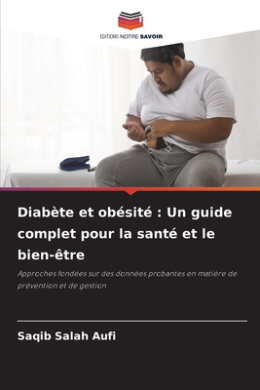 EDITIONS NOTRE SAVOIR
Diabète et obésité : Un guide
complet pour la santé et le
bien-être
Approches fondées sur des données probantes en matière de
prévention et de gestion
Saqib Salah Aufi